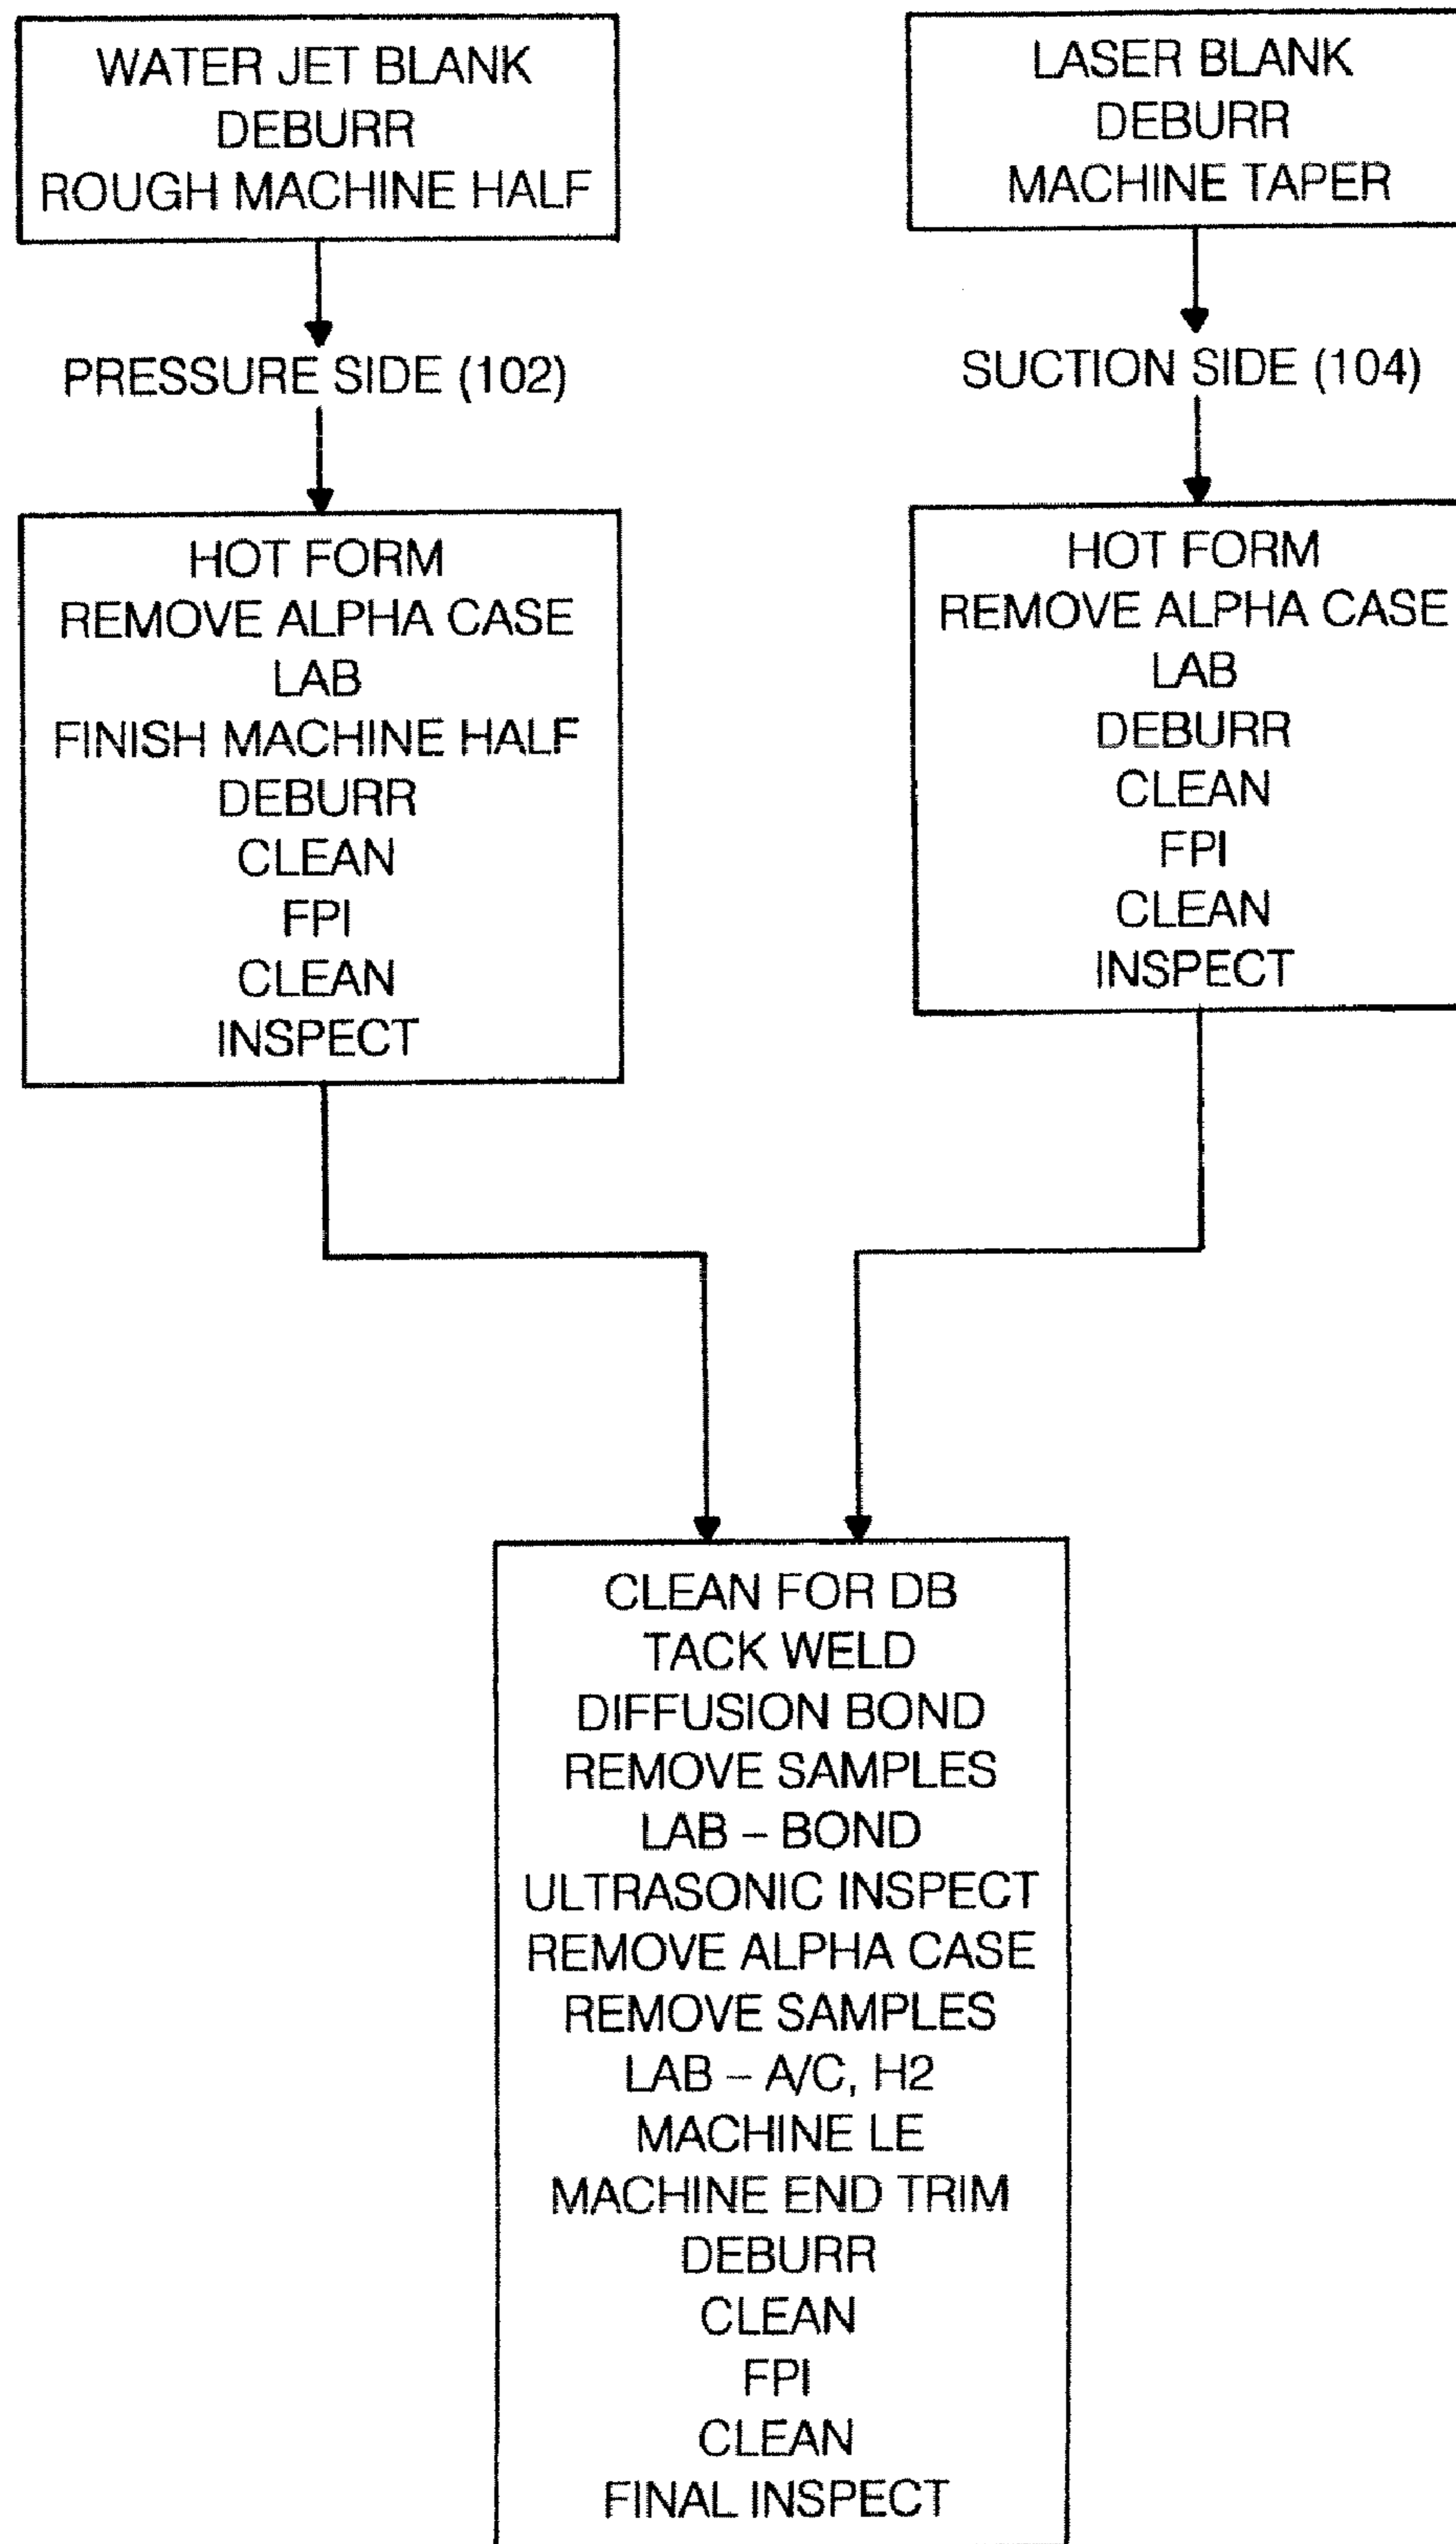 WATER JET BLANK
DEBURR
ROUGH MACHINE HALF
PRESSURE SIDE (102)
HOT FORM
REMOVE ALPHA CASE
LAB
FINISH MACHINE HALF
DEBURR
CLEAN
FPI
CLEAN
INSPECT
LASER BLANK
DEBURR
MACHINE TAPER
SUCTION SIDE (104)
HOT FORM
REMOVE ALPHA CASE
LAB
DEBURR
CLEAN
FPI
CLEAN
INSPECT
CLEAN FOR DB
TACK WELD
DIFFUSION BOND
REMOVE SAMPLES
LAB – BOND
ULTRASONIC INSPECT
REMOVE ALPHA CASE
REMOVE SAMPLES
LAB – A/C, H2
MACHINE LE
MACHINE END TRIM
DEBURR
CLEAN
FPI
CLEAN
FINAL INSPECT